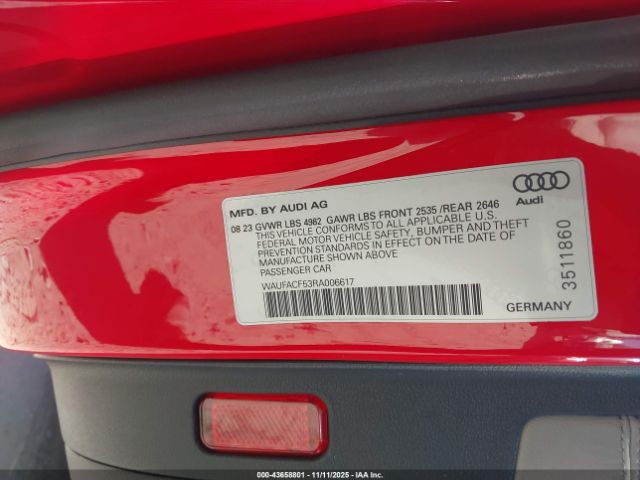 MFD. BY AUDI AG
08 23 GVWR LBS 4982 GAWR LBS FRONT 2535 /REAR 2646
THIS VEHICLE CONFORMS TO ALL APPLICABLE U.S.
FEDERAL MOTOR VEHICLE SAFETY, BUMPER AND THEFT
PREVENTION STANDARDS IN EFFECT ON THE DATE OF
MANUFACTURE SHOWN ABOVE
PASSENGER CAR
WAUFACF53RA006617
Audi
3511860
GERMANY
000-43658801 - 11/11/2025 - IAAI, Inc.